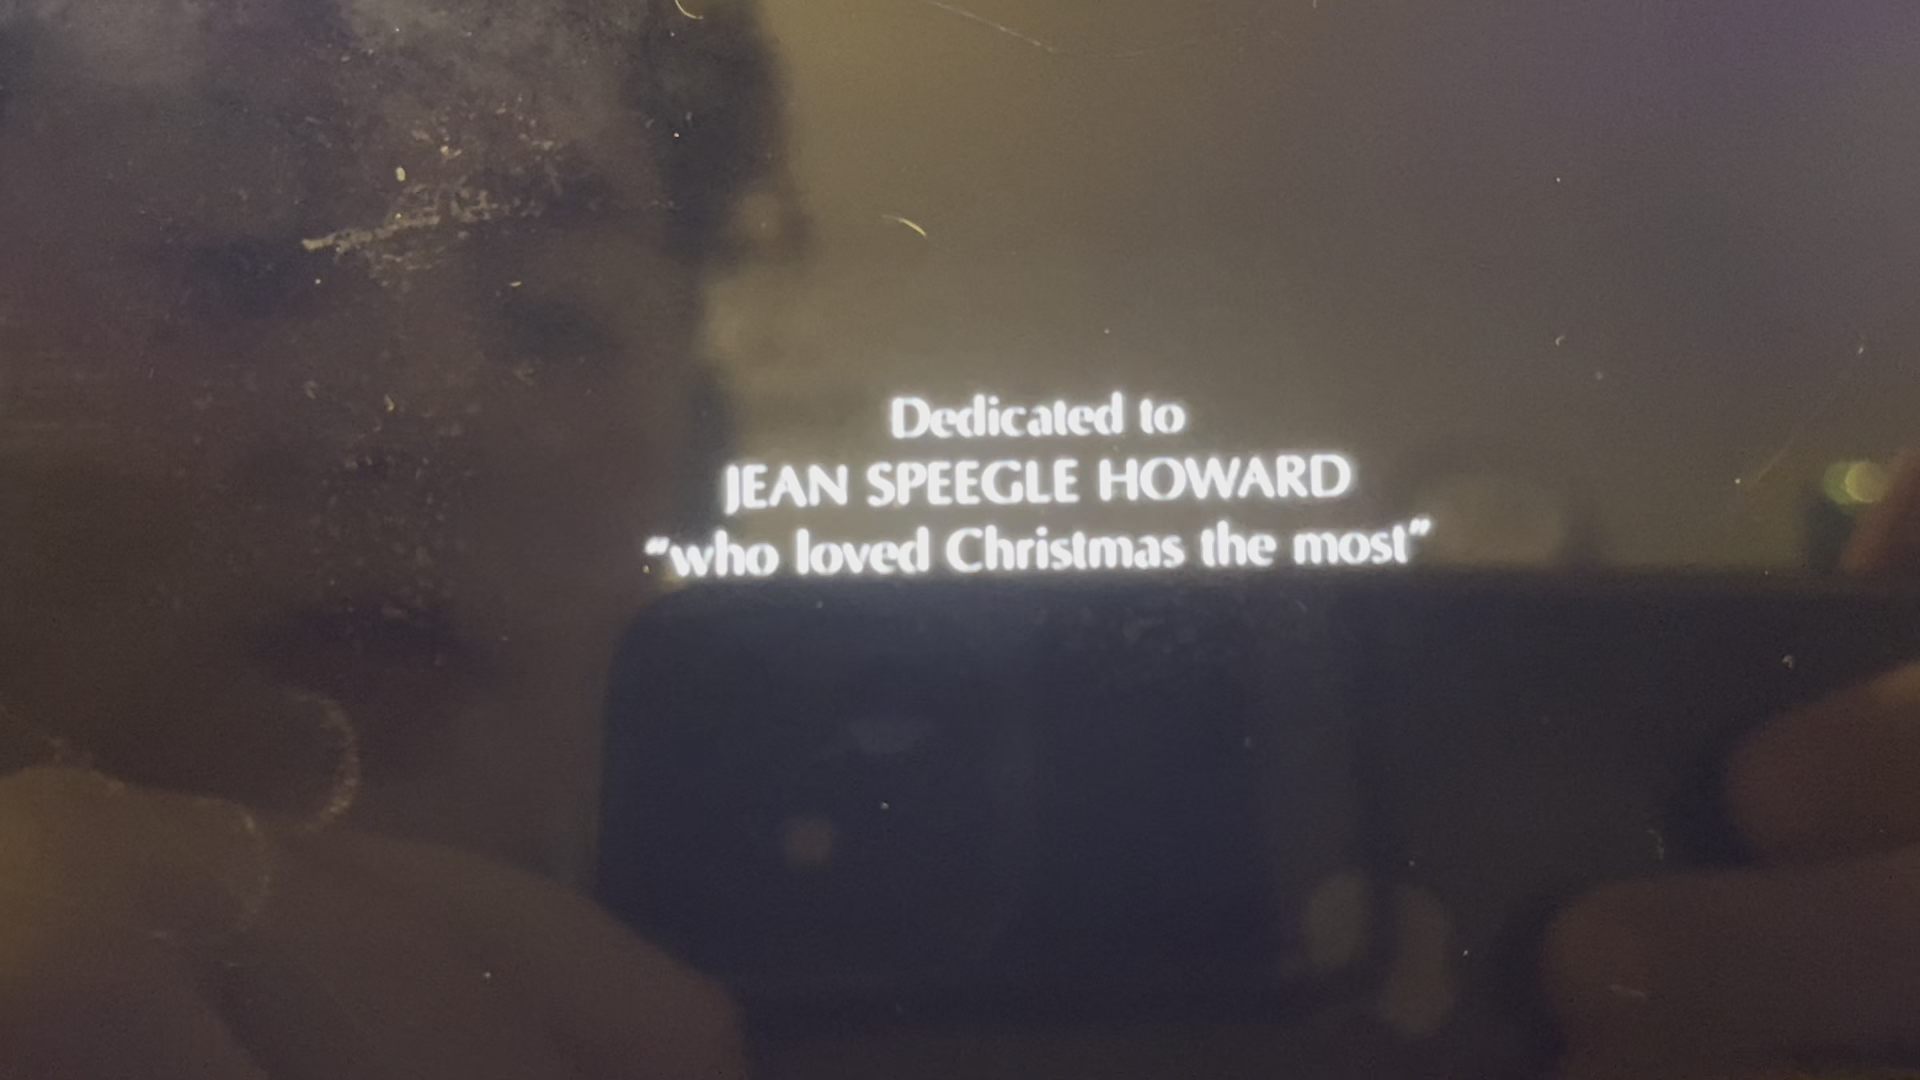 Dedicated to
JEAN SPEEGLE HOWARD
“who loved Christmas the most”